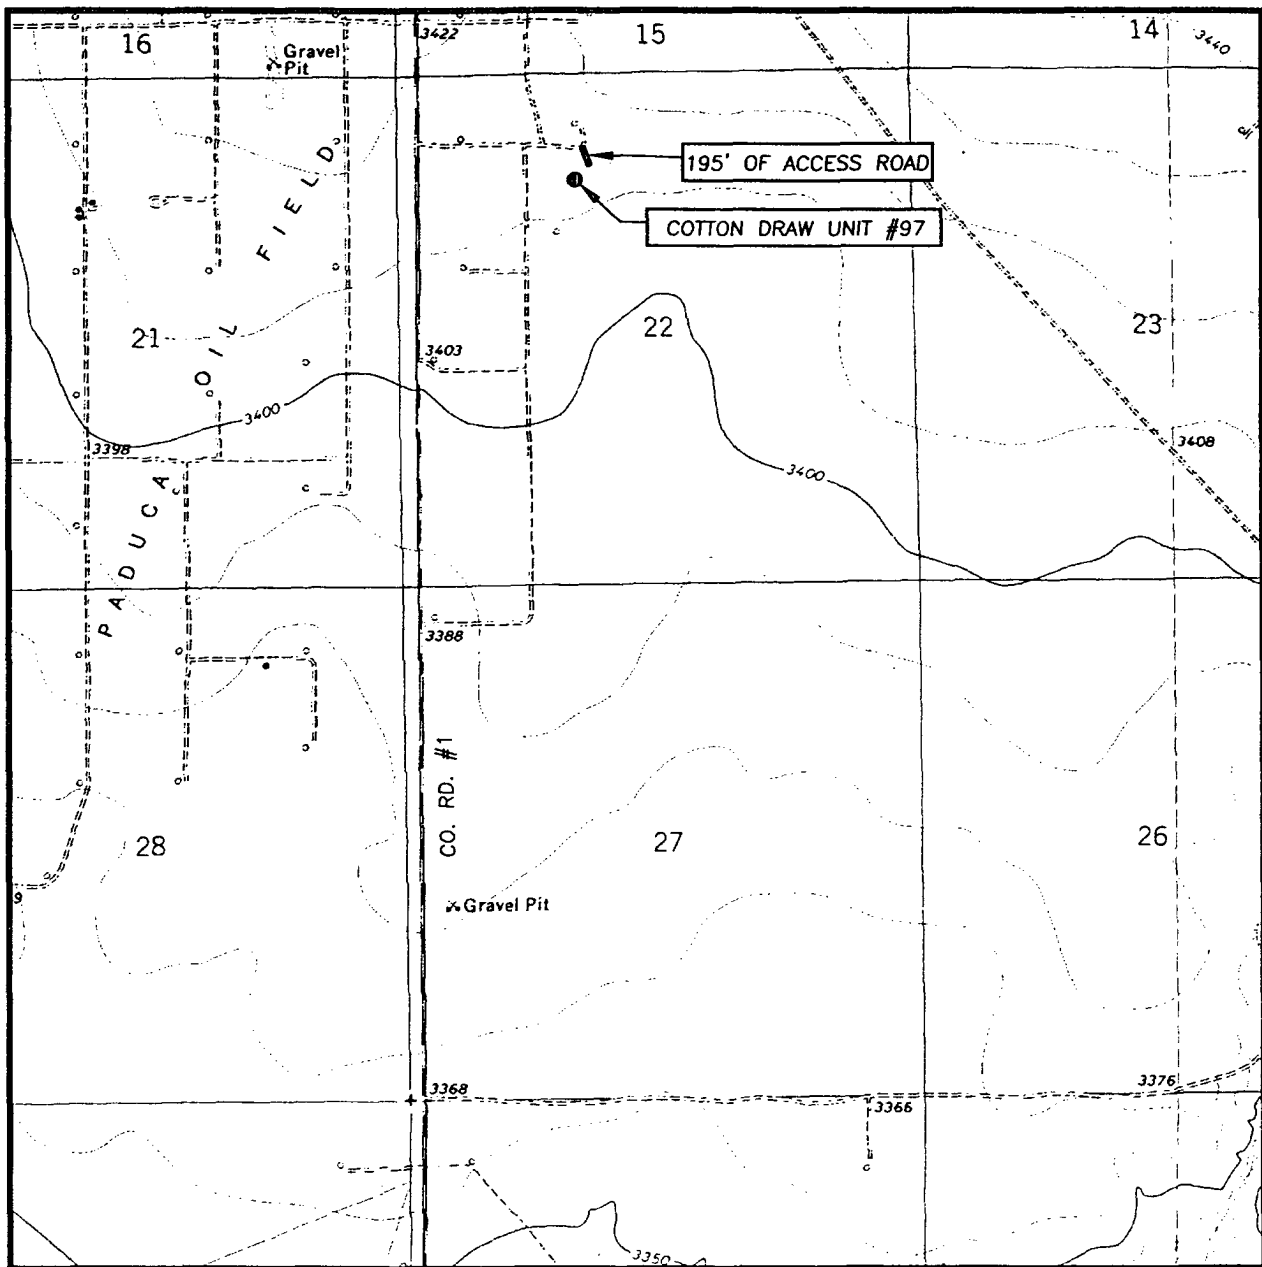 16
15
14
3422
3440
Gravel
Pit
195' OF ACCESS ROAD
COTTON DRAW UNIT #97
OIL FIELD
21
22
23
3403
3400
3398
3408
3400
PADUCA
3388
CO. RD. #1
28
27
26
9
Gravel Pit
3368
3376
3366
3350